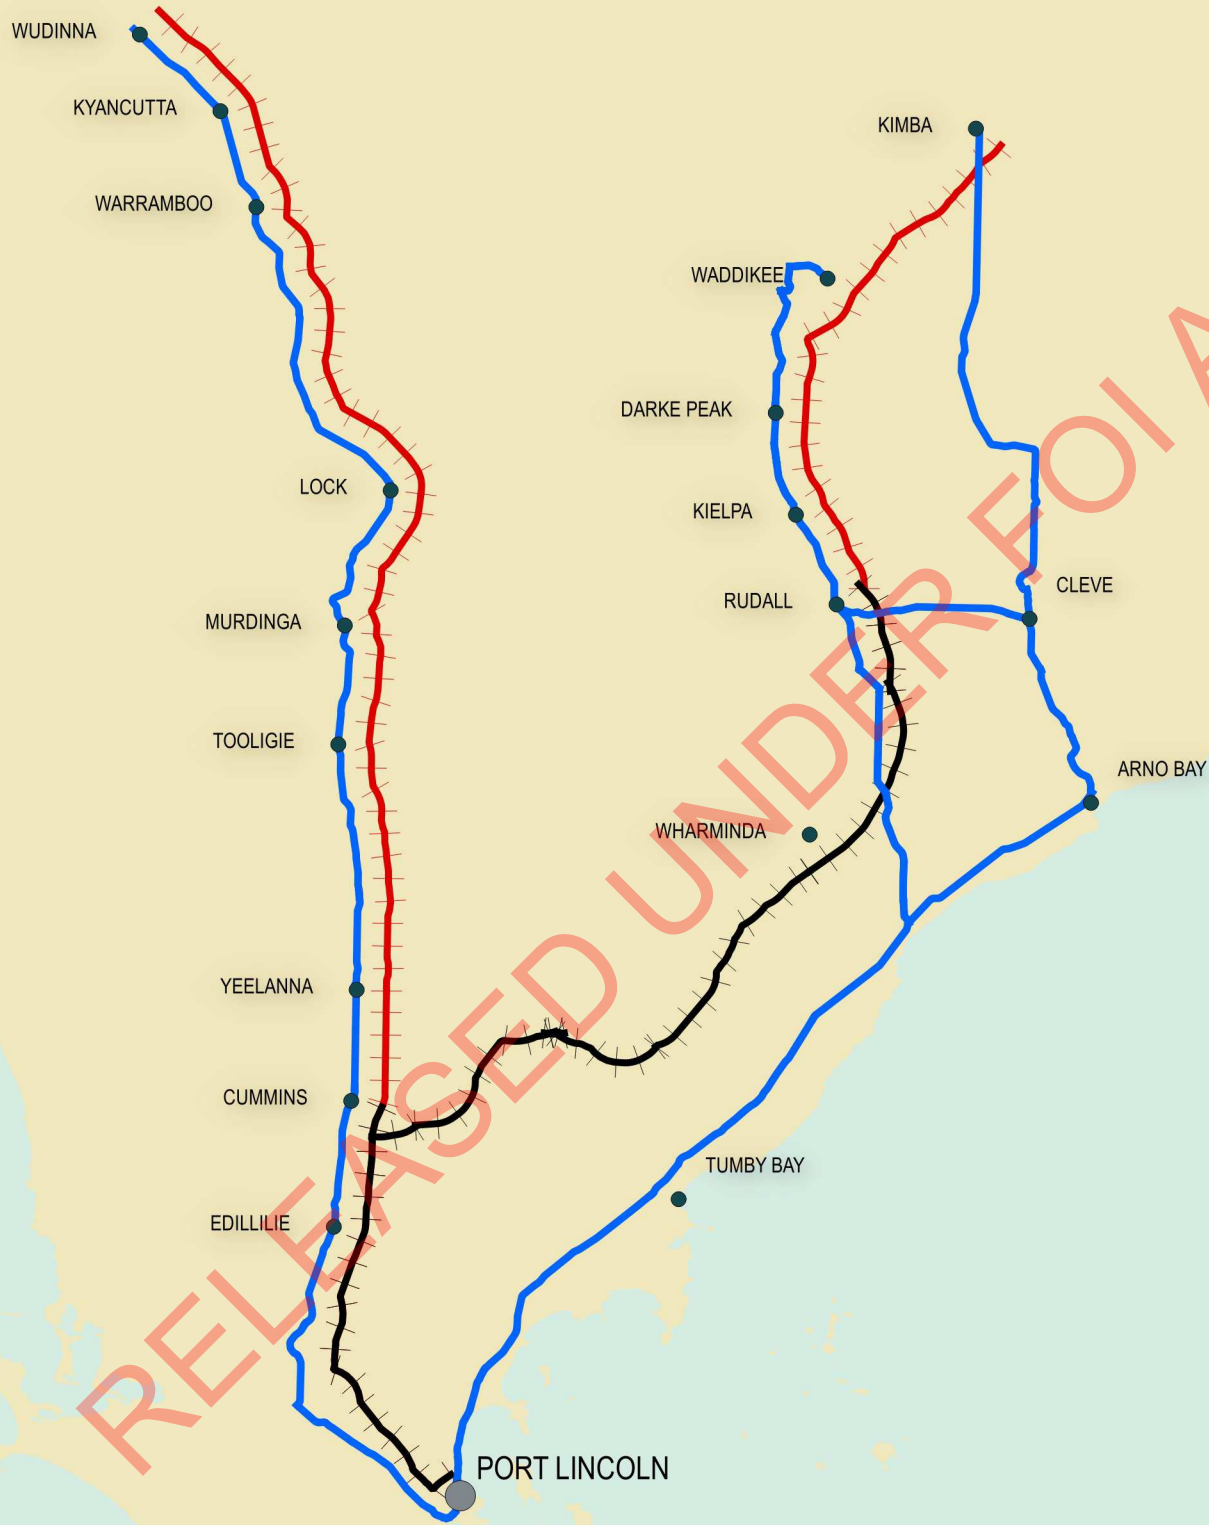 WUDINNA
KYANCUTTA
KIMBA
WARRAMBOO
WADDIKEE
DARKE PEAK
LOCK
KIELPA
CLEVE
RUDALL
MURDINGA
TOOLIGIE
ARNO BAY
WHARMINDA
YEELANNA
CUMMINS
TUMBY BAY
EDILLILIE
PORT LINCOLN
RELEASED UNDER FOI A